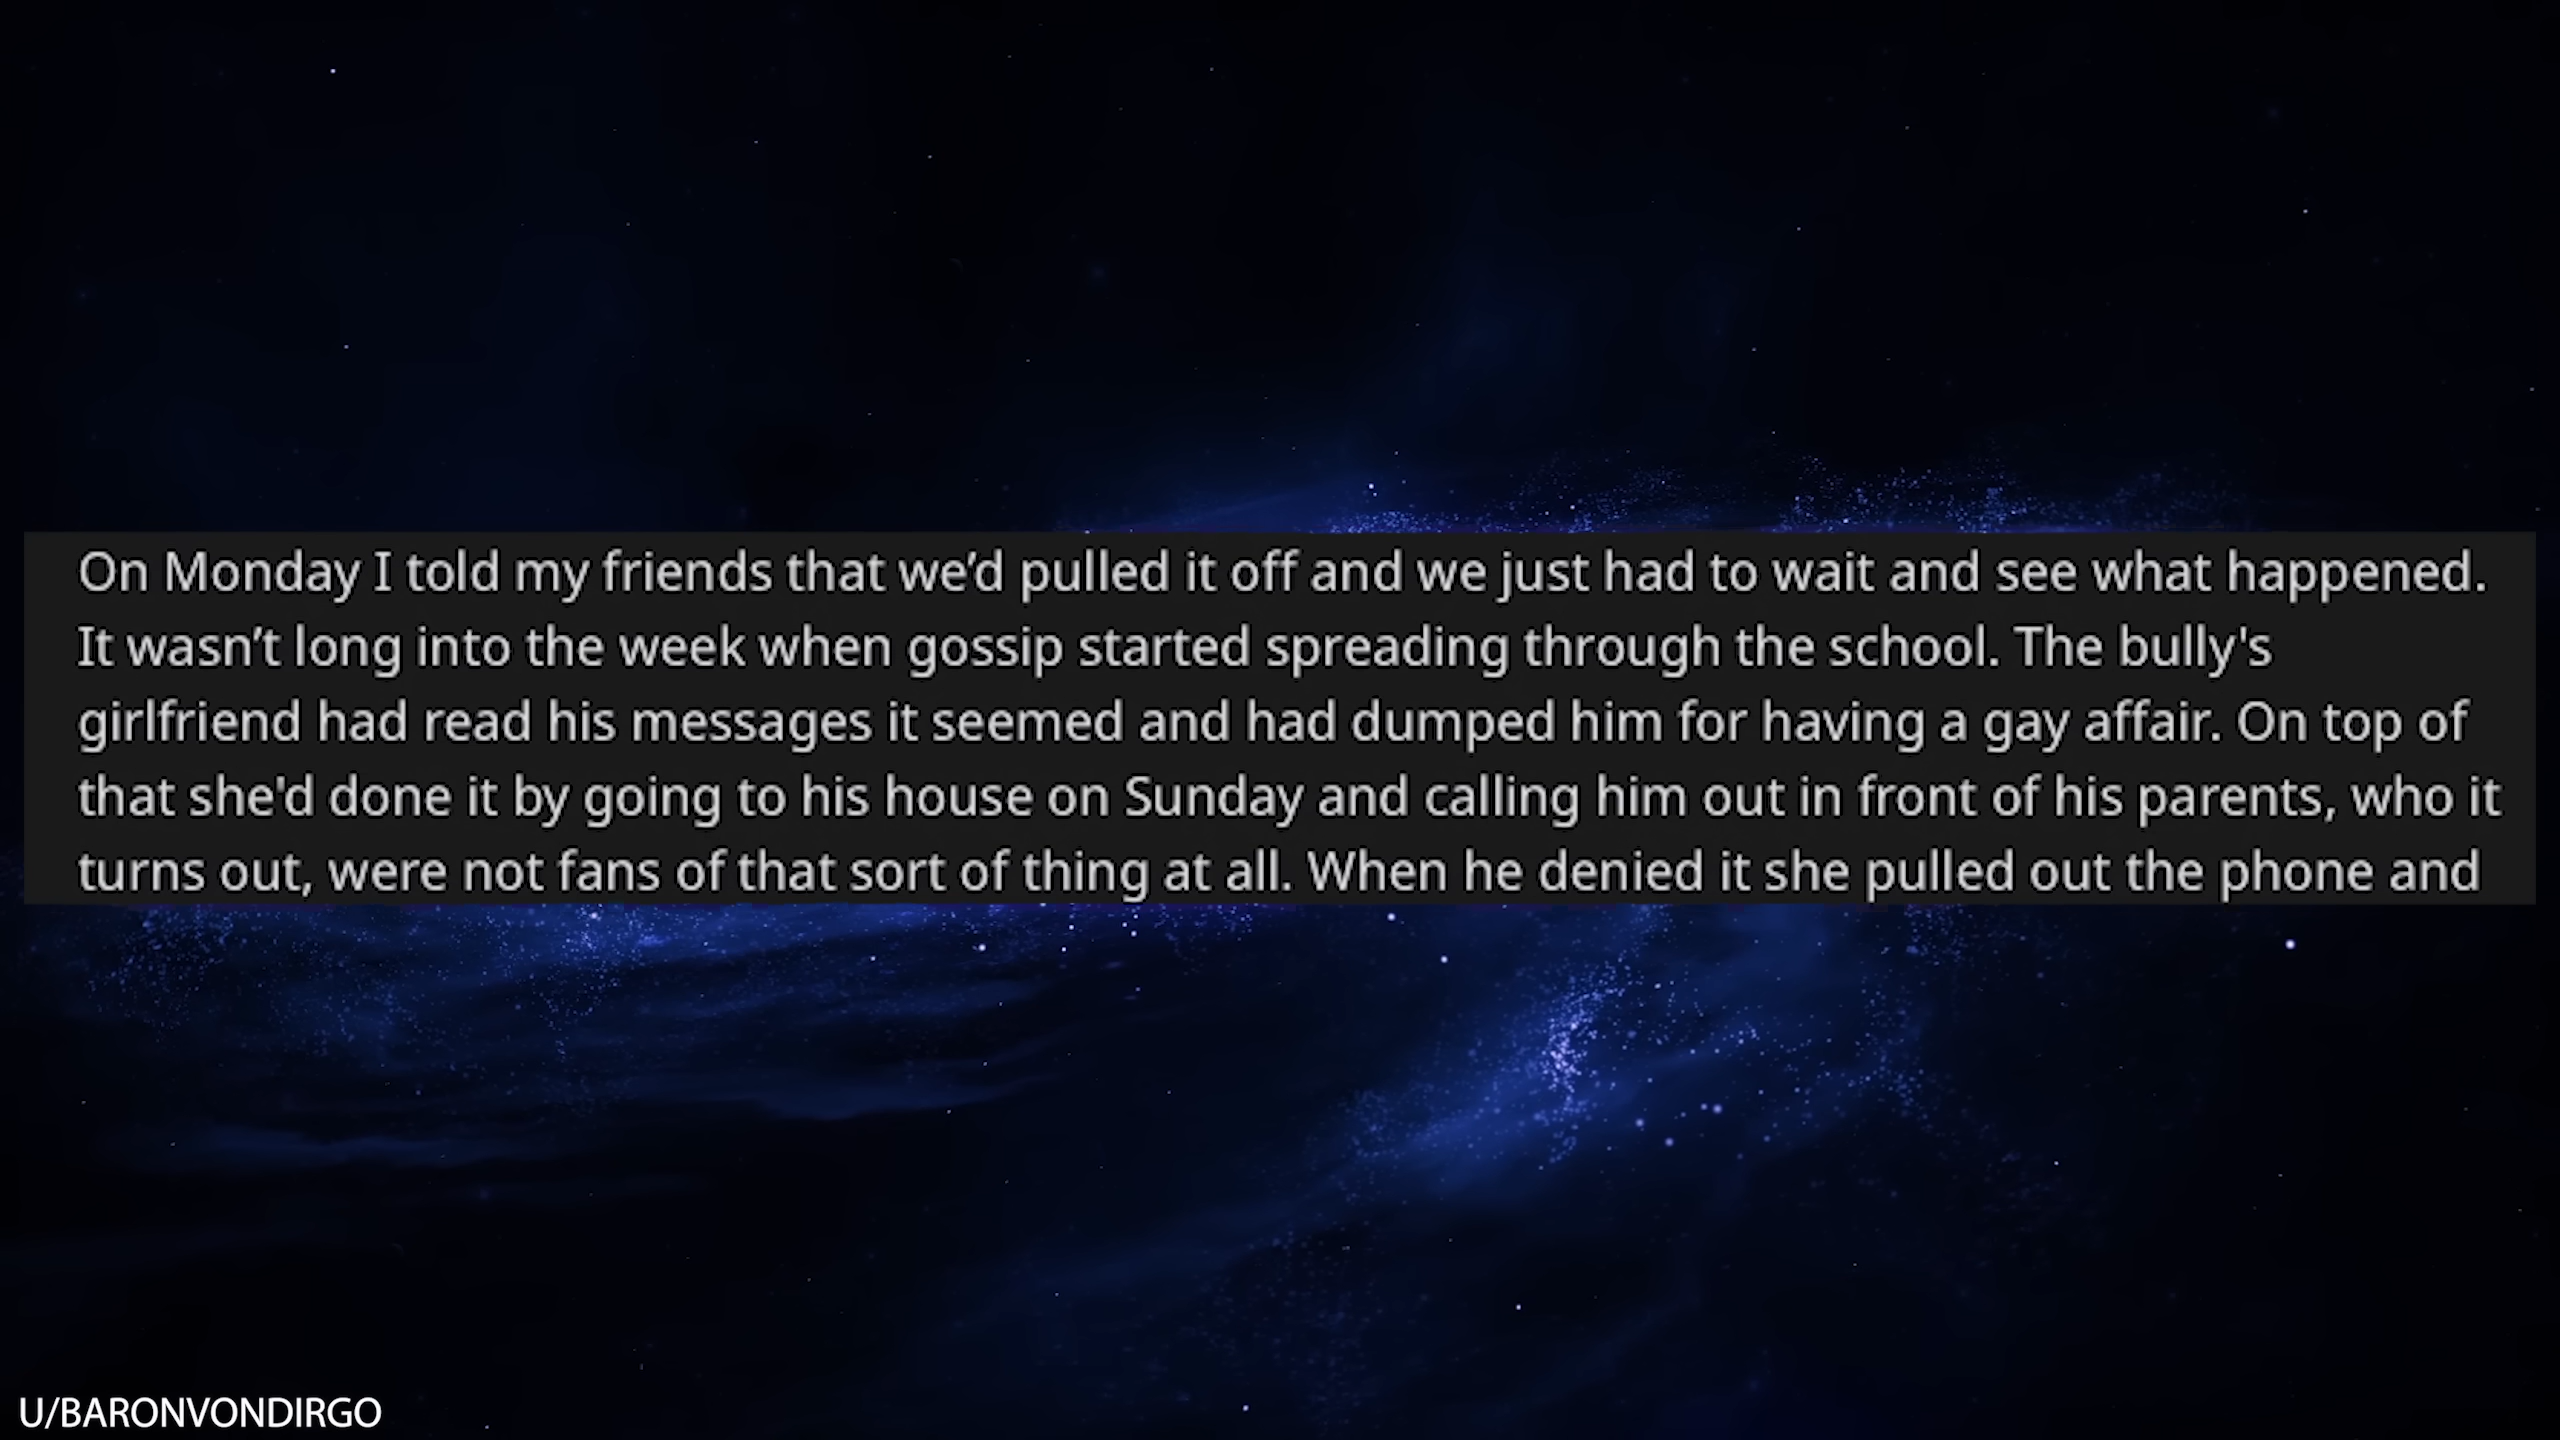 On Monday I told my friends that we’d pulled it off and we just had to wait and see what happened.
It wasn’t long into the week when gossip started spreading through the school. The bully's
girlfriend had read his messages it seemed and had dumped him for having a gay affair. On top of
that she'd done it by going to his house on Sunday and calling him out in front of his parents, who it
turns out, were not fans of that sort of thing at all. When he denied it she pulled out the phone and
U/BARONVONDIRGO